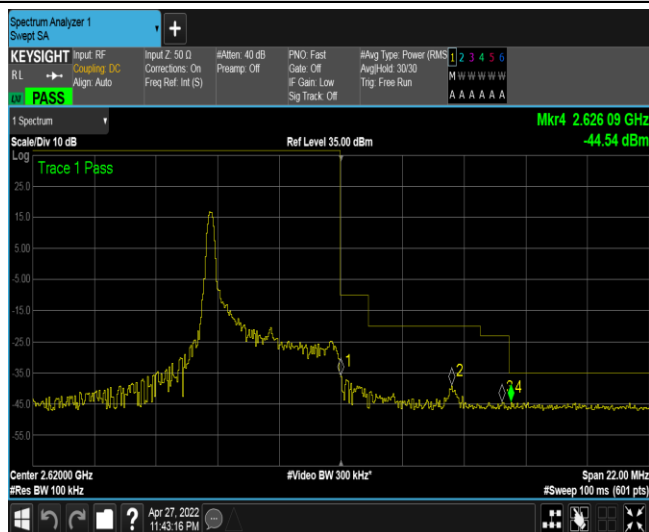 Spectrum Analyzer 1
Swept SA
+
KEYSIGHT Input: RF Input Z: 50 Ω #Atten: 40 dB PNO: Fast #Avg Type: Power (RMS 1 2 3 4 5 6
RL Coupling: DC Corrections: On Preamp: Off Gate: Off Avg|Hold: 30/30 M W W W W W
Align: Auto Freq Ref: Int (S) IF Gain: Low Trig: Free Run
PASS Sig Track: Off A A A A A A
1 Spectrum Mkr4 2.626 09 GHz
Scale/Div 10 dB Ref Level 35.00 dBm -44.54 dBm
Log
Trace 1 Pass
25.0
15.0
5.00
-5.00
-15.0
-25.0
1
-35.0
2
4
-45.0
-55.0
Center 2.62000 GHz #Video BW 300 kHz* Span 22.00 MHz
#Res BW 100 kHz #Sweep 100 ms (601 pts)
? Apr 27, 2022
11:43:16 PM